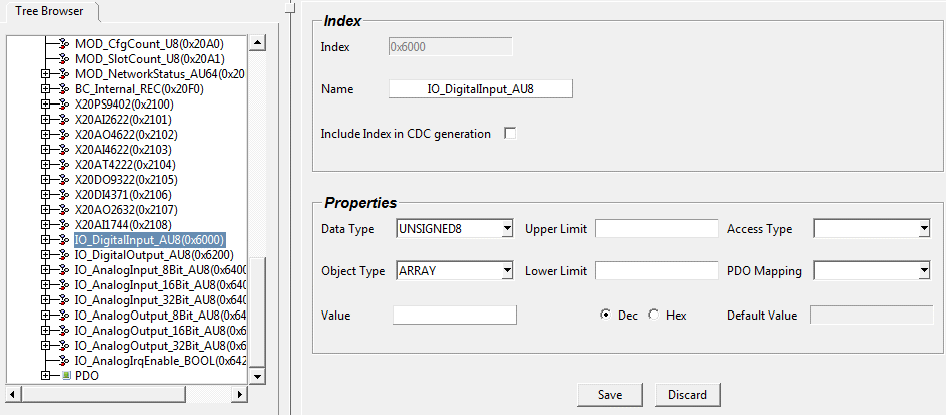 Tree Browser
MOD_CfgCount_U8(0x20A0)
MOD_SlotCount_U8(0x20A1)
MOD_NetworkStatus_AU64(0x20
BC_Internal_REC(0x20F0)
X20PS9402(0x2100)
X20AI2622(0x2101)
X20AO4622(0x2102)
X20AI4622(0x2103)
X20AT4222(0x2104)
X20DO9322(0x2105)
X20DI4371(0x2106)
X20AO2632(0x2107)
X20AI1744(0x2108)
IO_DigitalInput_AU8(0x6000)
IO_DigitalOutput_AU8(0x6200)
IO_AnalogInput_8Bit_AU8(0x6400
IO_AnalogInput_16Bit_AU8(0x640
IO_AnalogInput_32Bit_AU8(0x640
IO_AnalogOutput_8Bit_AU8(0x64
IO_AnalogOutput_16Bit_AU8(0x6
IO_AnalogOutput_32Bit_AU8(0x6
IO_AnalogIrqEnable_BOOL(0x642
PDO
Index
Index 0x6000
Name IO_DigitalInput_AU8
Include Index in CDC generation
Properties
Data Type UNSIGNED8 Upper Limit Access Type
Object Type ARRAY Lower Limit PDO Mapping
Value Dec Hex Default Value
Save Discard